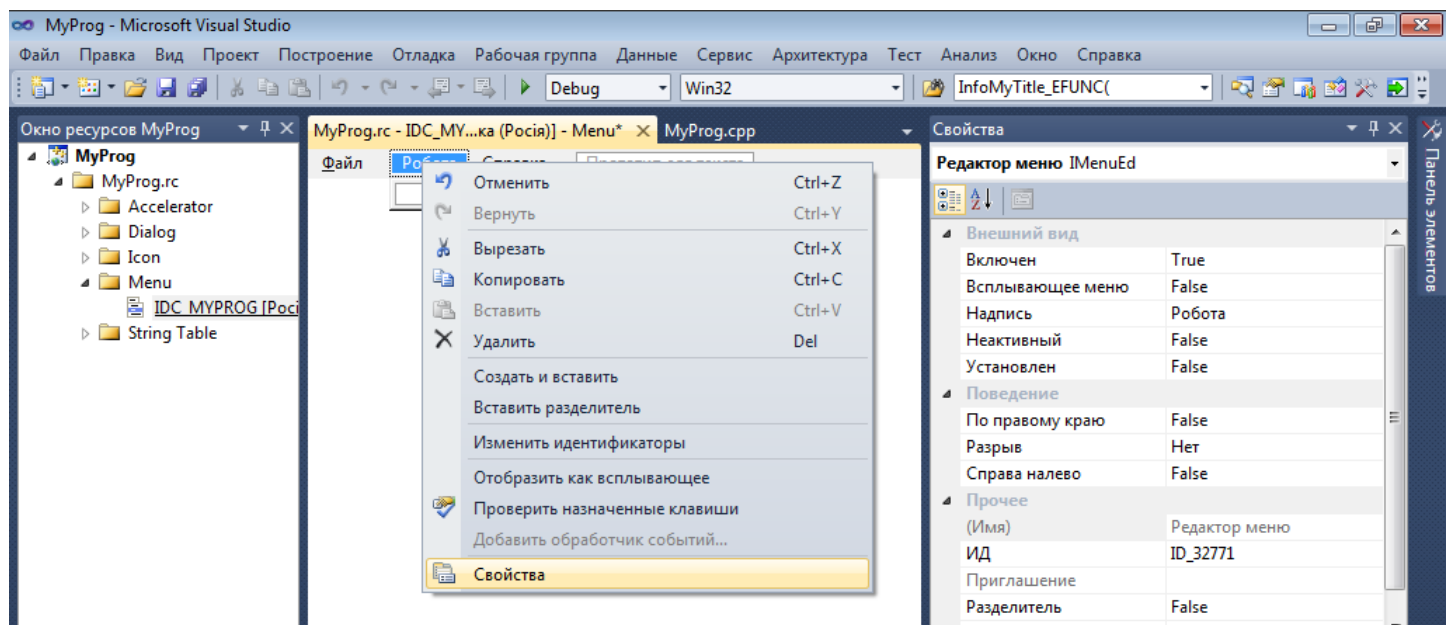 MyProg - Microsoft Visual Studio
Файл Правка Вид Проект Построение Отладка Рабочая группа Данные Сервис Архитектура Тест Анализ Окно Справка
Debug Win32 InfoMyTitle_EFUNC(
Окно ресурсов MyProg
MyProg
MyProg.rc
Accelerator
Dialog
Icon
Menu
IDC_MYPROG [Росі
String Table
MyProg.rc - IDC_MY...ка (Росія)] - Menu* MyProg.cpp
Файл Робота Справка
Отменить Ctrl+Z
Вернуть Ctrl+Y
Вырезать Ctrl+X
Копировать Ctrl+C
Вставить Ctrl+V
Удалить Del
Создать и вставить
Вставить разделитель
Изменить идентификаторы
Отобразить как всплывающее
Проверить назначенные клавиши
Добавить обработчик событий...
Свойства
Свойства
Редактор меню IMenuEd
Внешний вид
Включен True
Всплывающее меню False
Надпись Робота
Неактивный False
Установлен False
Поведение
По правому краю False
Разрыв Нет
Справа налево False
Прочее
(Имя) Редактор меню
ИД ID_32771
Приглашение
Разделитель False
Панель элементов